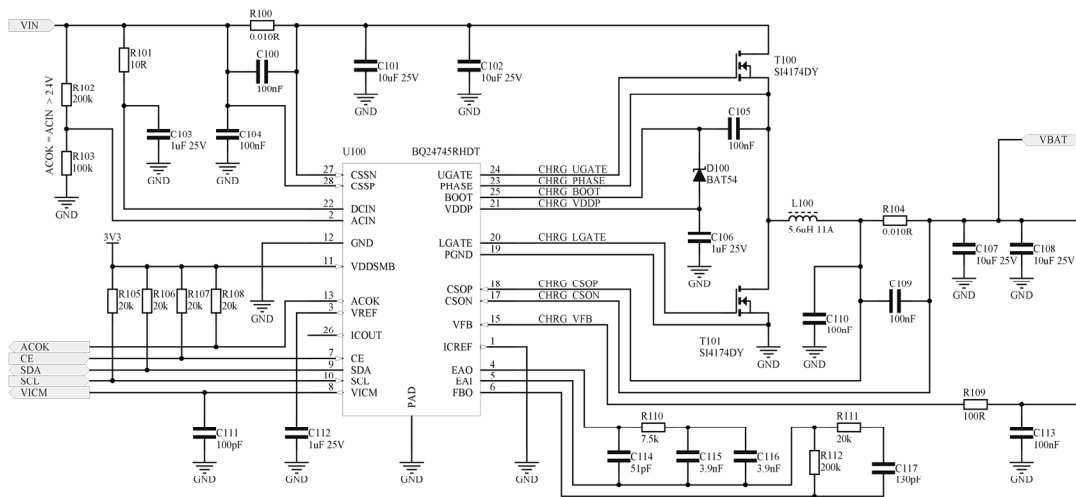 VIN
R100
0.010R
C100
100nF
R101
10R
R102
200k
ACOK = ACIN > 2.4V
R103
100k
GND
C103
1uF 25V
GND
C104
100nF
GND
C101
10uF 25V
GND
C102
10uF 25V
GND
T100
SI4174DY
C105
100nF
D100
BAT54
C106
1uF 25V
GND
VBAT
L100
5.6uH 11A
R104
0.010R
C107
10uF 25V
GND
C108
10uF 25V
GND
C109
100nF
C110
100nF
GND
T101
SI4174DY
GND
U100
BQ24745RHDT
27 CSSN
28 CSSP
22 DCIN
2 ACIN
12 GND
11 VDDSMB
13 ACOK
3 VREF
26 ICOUT
7 CE
9 SDA
10 SCL
8 VICM
PAD
UGATE 24 CHRG_UGATE
PHASE 23 CHRG_PHASE
BOOT 25 CHRG_BOOT
VDDP 21 CHRG_VDDP
LGATE 20 CHRG_LGATE
PGND 19
CSOP 18 CHRG_CSOP
CSON 17 CHRG_CSON
VFB 15 CHRG_VFB
ICREF 1
EAO 4
EAI 5
FBO 6
3V3
R105
20k
R106
20k
R107
20k
R108
20k
GND
ACOK
CE
SDA
SCL
VICM
C111
100pF
GND
C112
1uF 25V
GND
GND
GND
R109
100R
C113
100nF
GND
R110
7.5k
C114
51pF
C115
3.9nF
C116
3.9nF
R111
20k
R112
200k
C117
130pF